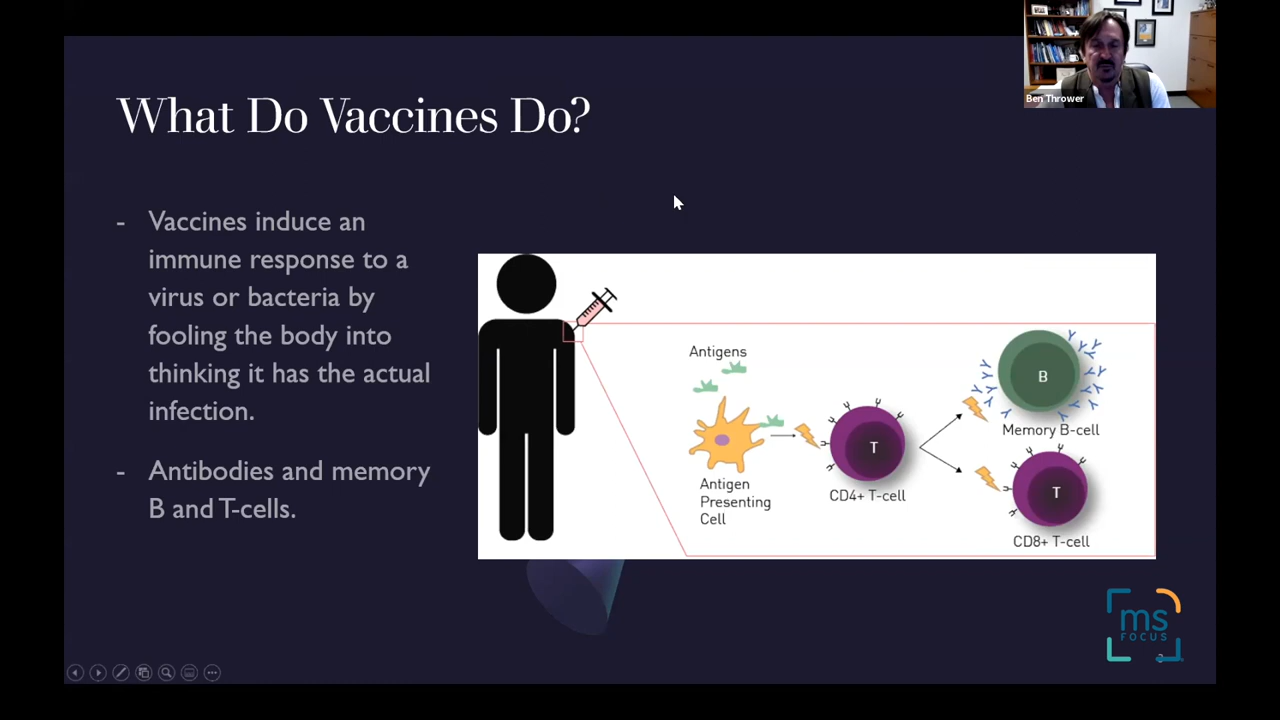 Ben Thrower
What Do Vaccines Do?
- Vaccines induce an
immune response to a
virus or bacteria by
fooling the body into
thinking it has the actual
infection.
- Antibodies and memory
B and T-cells.
Antigens
Antigen
Presenting
Cell
T
CD4+ T-cell
B
Memory B-cell
T
CD8+ T-cell
ms
FOCUS